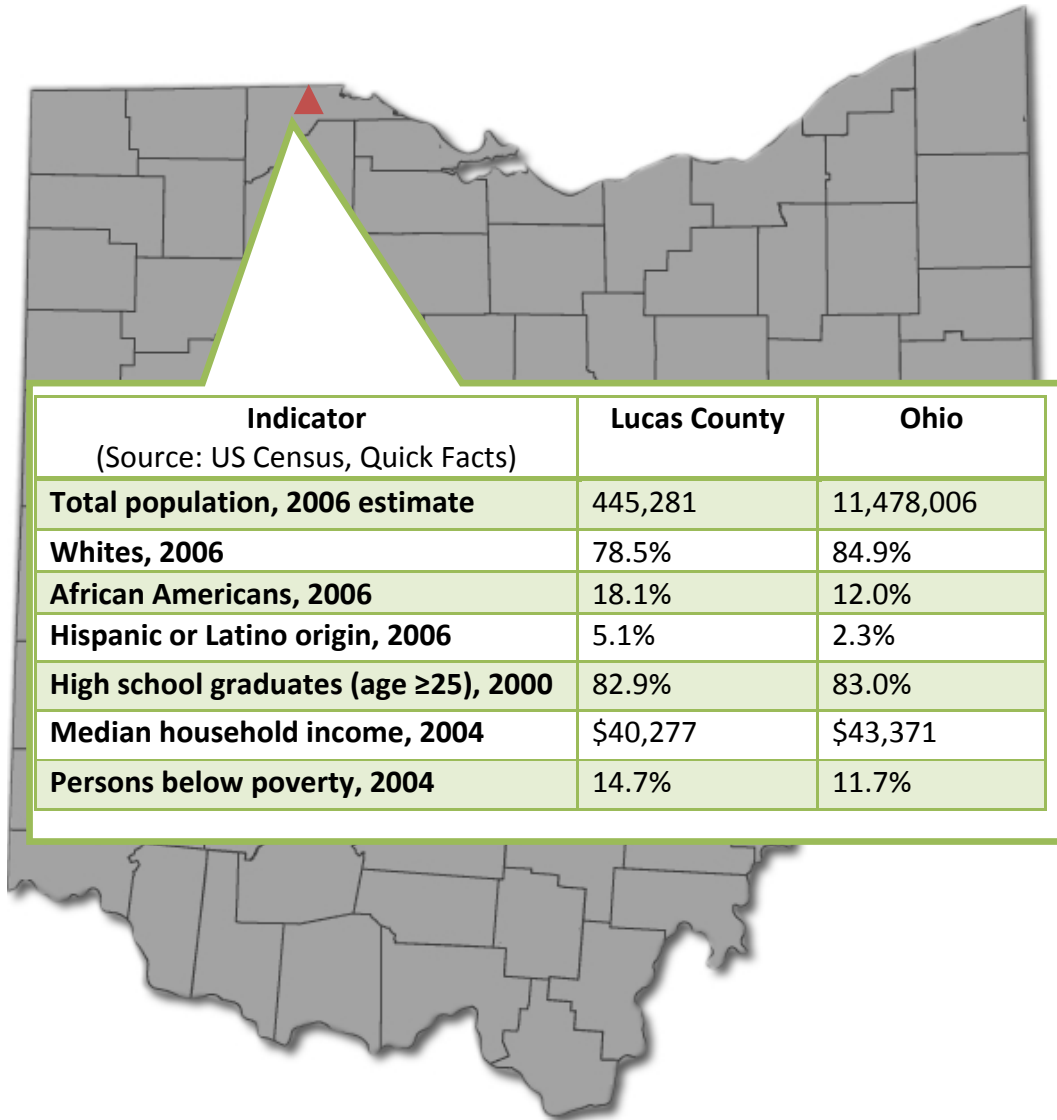 Indicator Lucas County Ohio
(Source: US Census, Quick Facts)
Total population, 2006 estimate 445,281 11,478,006
Whites, 2006 78.5% 84.9%
African Americans, 2006 18.1% 12.0%
Hispanic or Latino origin, 2006 5.1% 2.3%
High school graduates (age ≥25), 2000 82.9% 83.0%
Median household income, 2004 $40,277 $43,371
Persons below poverty, 2004 14.7% 11.7%